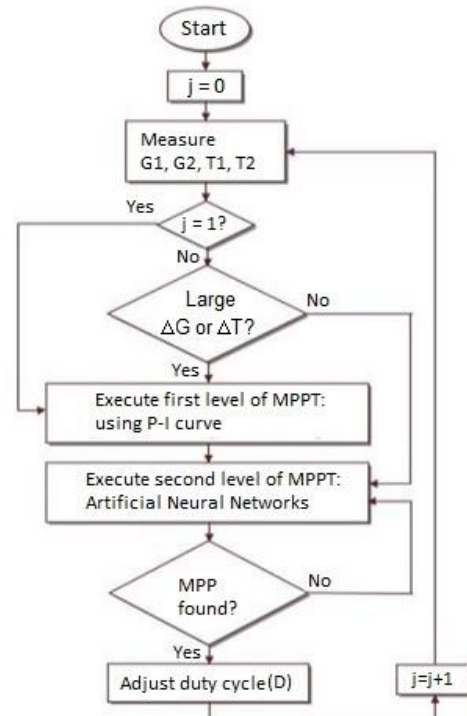 Start
j = 0
Measure
G1, G2, T1, T2
Yes
j = 1?
No
Large
ΔG or ΔT?
No
Yes
Execute first level of MPPT:
using P-I curve
Execute second level of MPPT:
Artificial Neural Networks
MPP
found?
No
Yes
Adjust duty cycle(D)
j=j+1